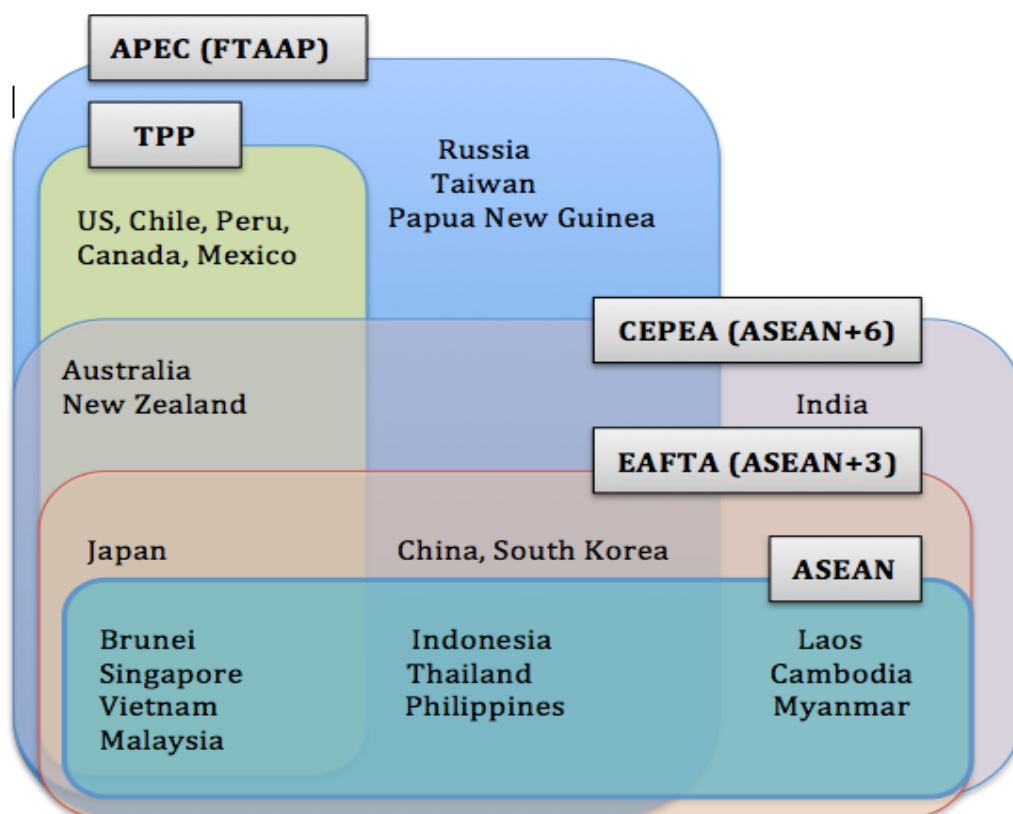 APEC (FTAAP)
TPP
Russia
Taiwan
Papua New Guinea
US, Chile, Peru,
Canada, Mexico
CEPEA (ASEAN+6)
Australia
New Zealand
India
EAFTA (ASEAN+3)
Japan
China, South Korea
ASEAN
Brunei
Singapore
Vietnam
Malaysia
Indonesia
Thailand
Philippines
Laos
Cambodia
Myanmar